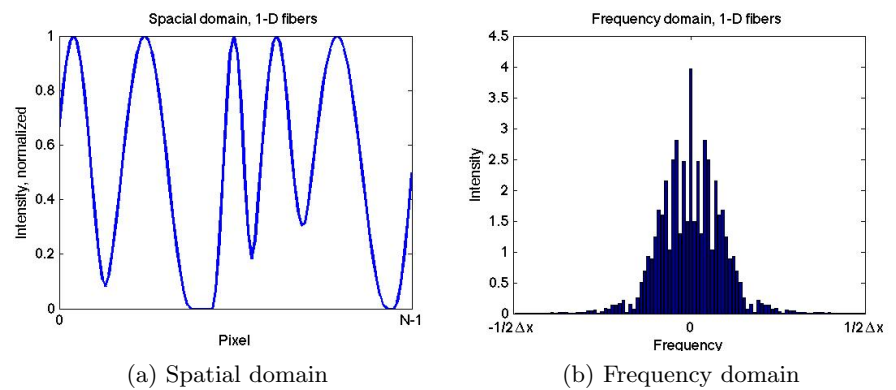 Spacial domain, 1-D fibers
Intensity, normalized
1
0.8
0.6
0.4
0.2
0
0
N-1
Pixel
(a) Spatial domain
Frequency domain, 1-D fibers
Intensity
4.5
4
3.5
3
2.5
2
1.5
1
0.5
0
-1/2 Δx
0
1/2 Δx
Frequency
(b) Frequency domain